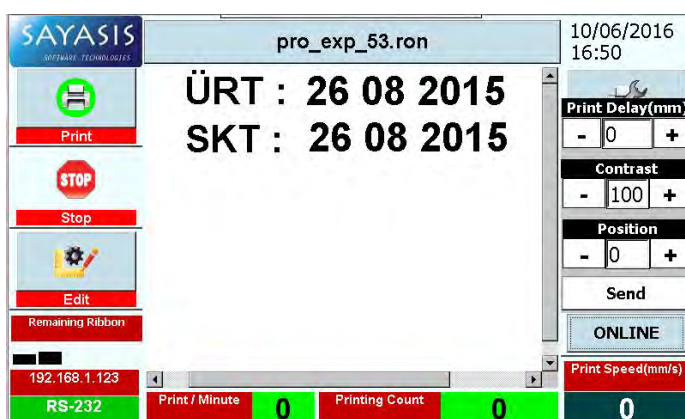 SAYASIS
SOFTWARE TECHNOLOGIES
pro_exp_53.ron
10/06/2016
16:50
Print
Stop
STOP
Edit
Remaining Ribbon
192.168.1.123
RS-232
ÜRT : 26 08 2015
SKT : 26 08 2015
Print / Minute
0
Printing Count
0
Print Delay(mm)
- 0 +
Contrast
- 100 +
Position
- 0 +
Send
ONLINE
Print Speed(mm/s)
0